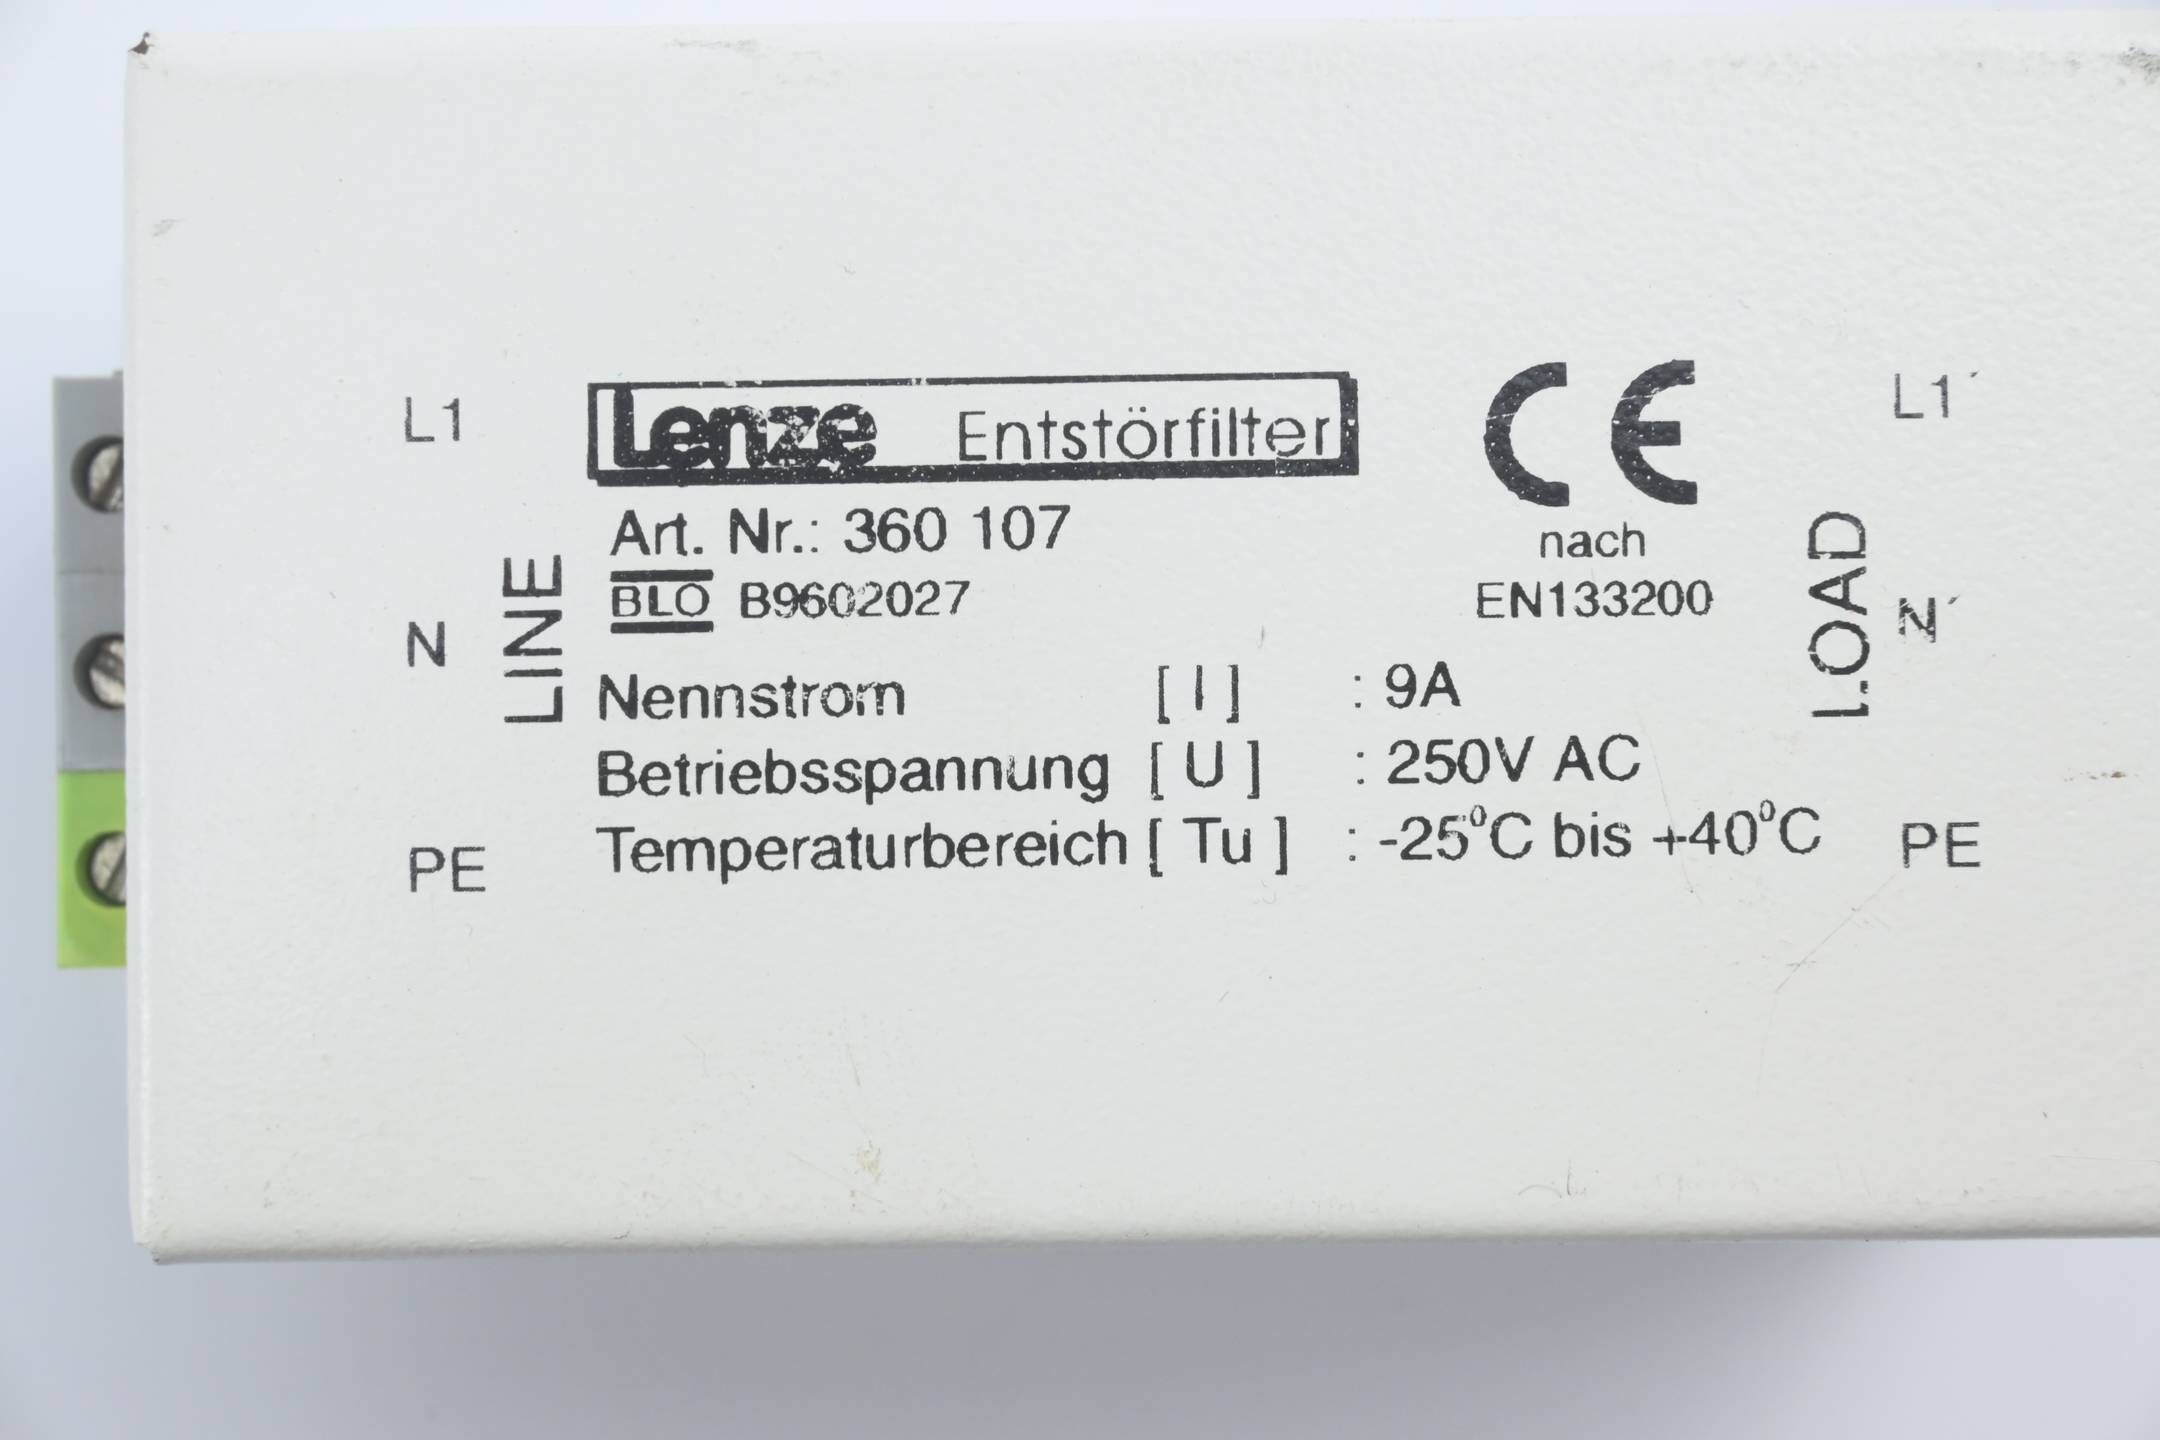 Lenze Entstörfilter
Art. Nr.: 360 107
BLO B9602027
CE
nach
EN133200
Nennstrom [ I ] : 9A
Betriebsspannung [ U ] : 250V AC
Temperaturbereich [ Tu ] : -25°C bis +40°C
LINE
L1
N
PE
LOAD
L1´
N´
PE